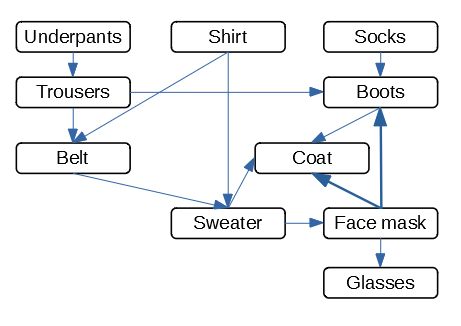 Underpants
Shirt
Socks
Trousers
Boots
Belt
Coat
Sweater
Face mask
Glasses